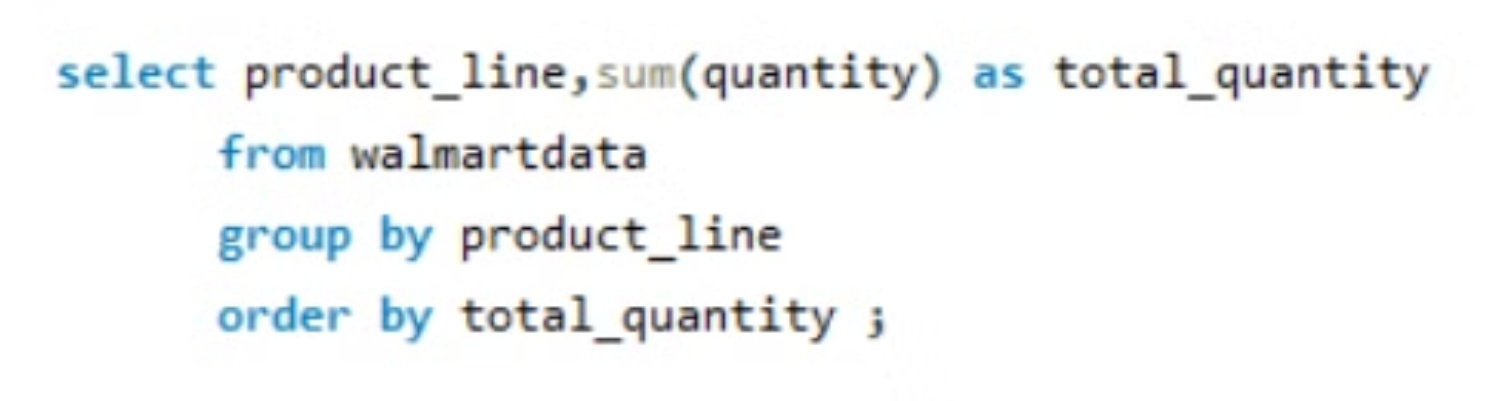 select product_line,sum(quantity) as total_quantity
from walmartdata
group by product_line
order by total_quantity ;